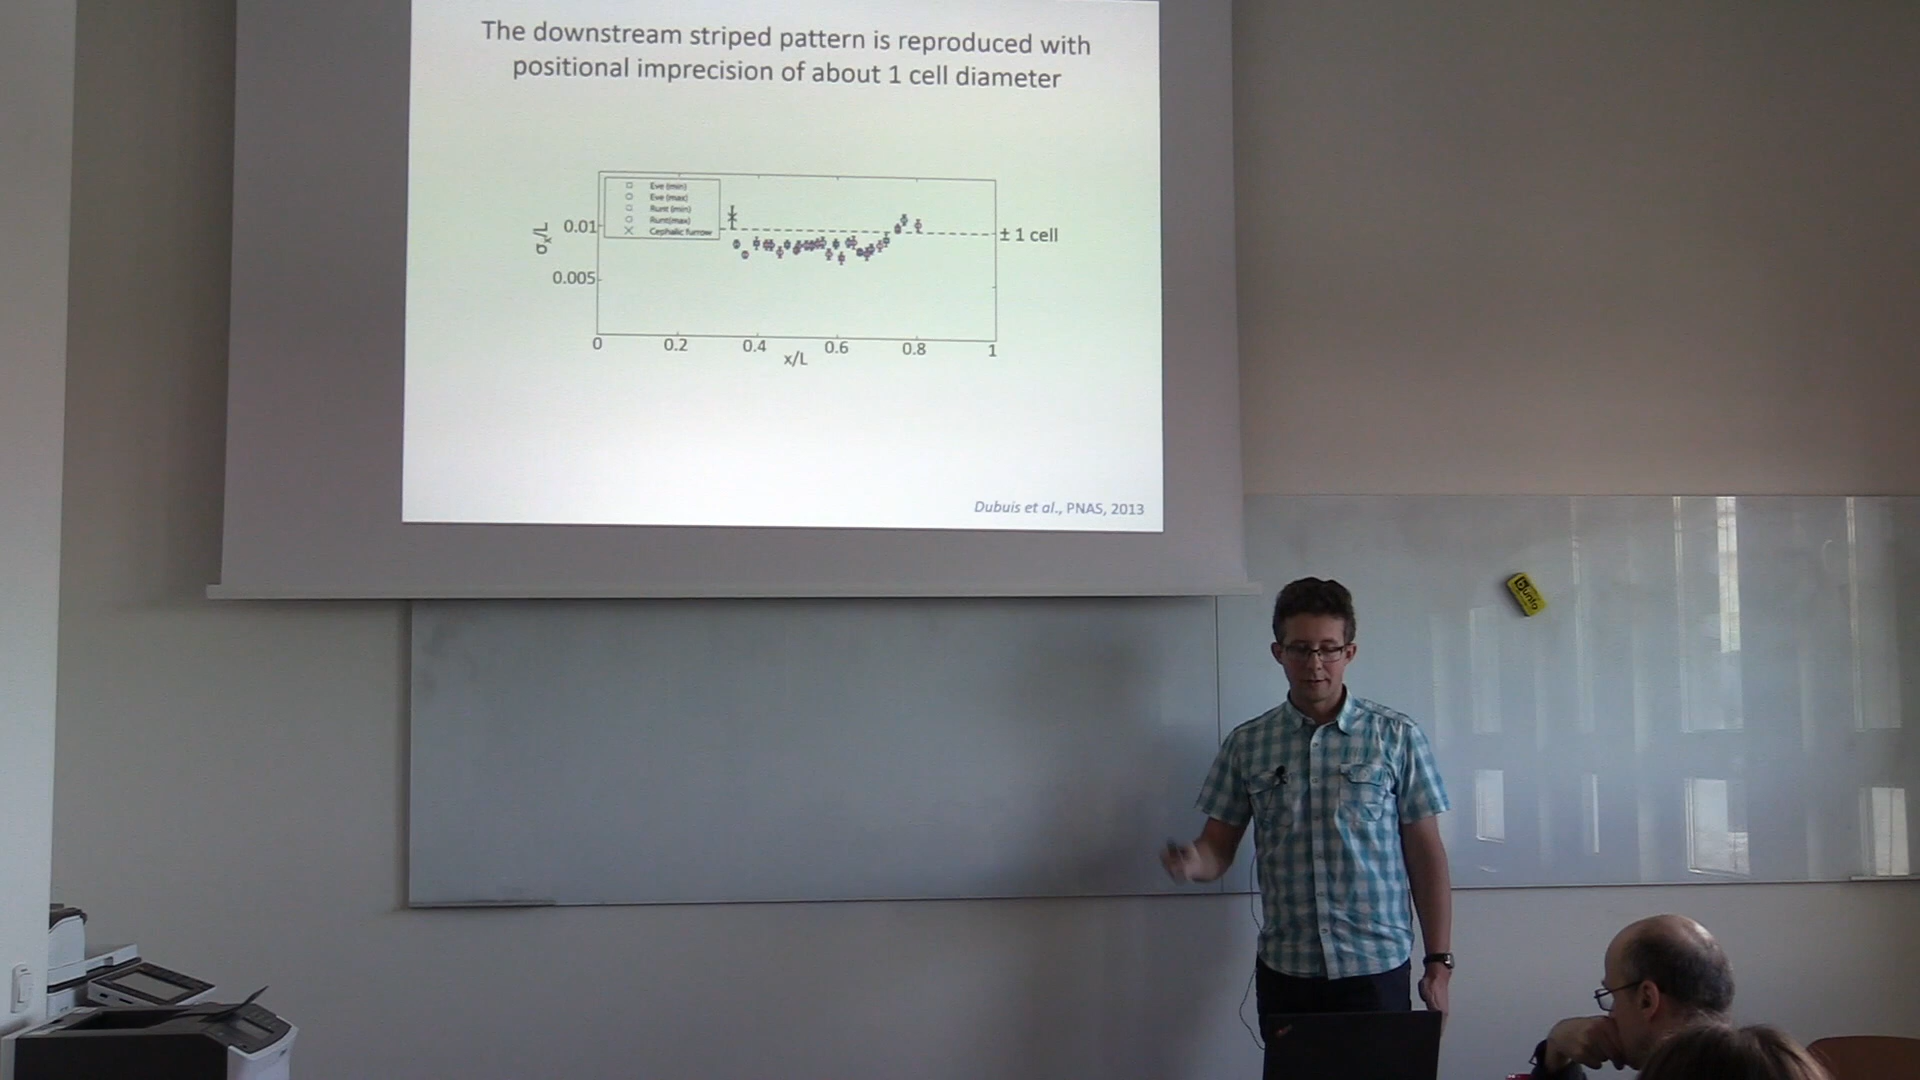 The downstream striped pattern is reproduced with
positional imprecision of about 1 cell diameter
Eve (min)
Eve (max)
Runt (min)
Runt(max)
Cephalic furrow
σx/L
0.01
0.005
± 1 cell
0
0.2
0.4
0.6
0.8
1
x/L
Dubuis et al., PNAS, 2013